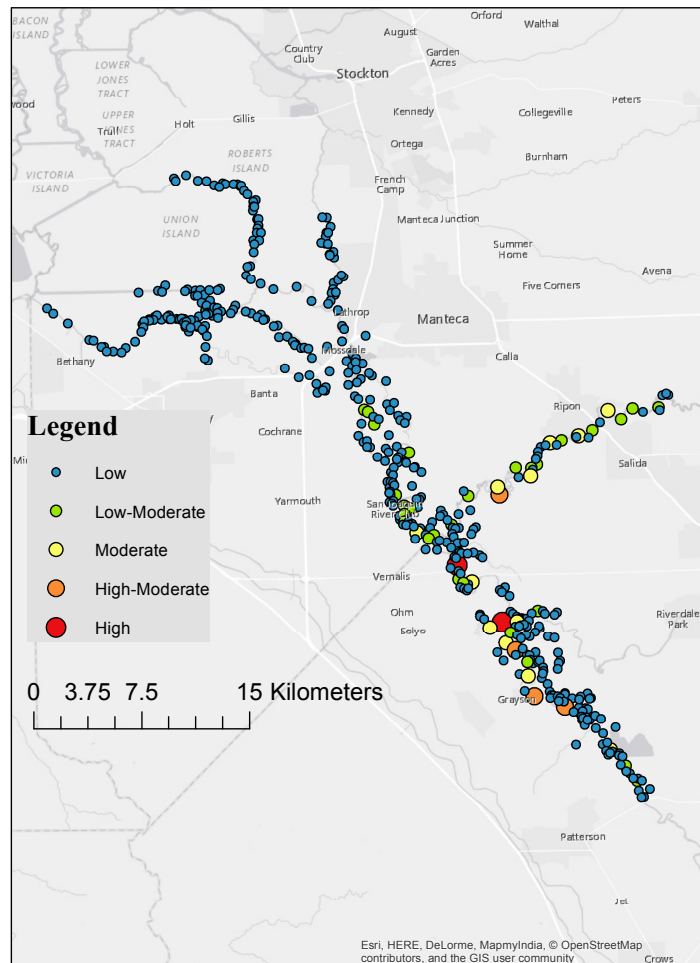 BACON
ISLAND
Orford
Walthal
August
Country
Club
Garden
Acres
LOWER
JONES
TRACT
Stockton
wood
UPPER
JONES
TRACT
Trull
Holt
Gillis
Kennedy
Collegeville
Peters
Ortega
ROBERTS
ISLAND
Burnham
VICTORIA
ISLAND
French
Camp
UNION
ISLAND
Manteca Junction
Summer
Home
Avena
Five Corners
Lathrop
Manteca
Mossdale
Calla
Bethany
Banta
Ripon
Cochrane
Salida
Yarmouth
River Club
Vernalis
Ohm
Solyo
Riverdale
Park
Grayson
Patterson
Crows
Legend
Low
Low-Moderate
Moderate
High-Moderate
High
0 3.75 7.5 15 Kilometers
Esri, HERE, DeLorme, MapmyIndia, © OpenStreetMap
contributors, and the GIS user community